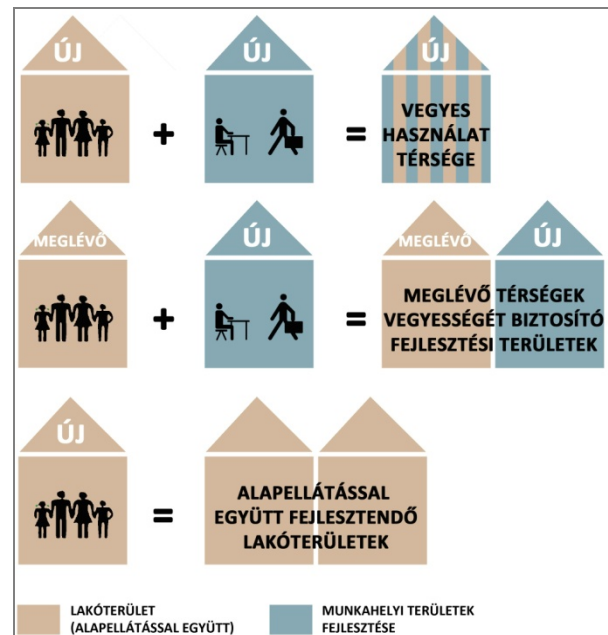 ÚJ
ÚJ
ÚJ
+
=
VEGYES
HASZNÁLAT
TÉRSÉGE
MEGLÉVŐ
ÚJ
MEGLÉVŐ
ÚJ
+
=
MEGLÉVŐ TÉRSÉGEK
VEGYESSÉGÉT BIZTOSÍTÓ
FEJLESZTÉSI TERÜLETEK
ÚJ
=
ALAPELLÁTÁSSAL
EGYÜTT FEJLESZTENDŐ
LAKÓTERÜLETEK
LAKÓTERÜLET
(ALAPELLÁTÁSSAL EGYÜTT)
MUNKAHELYI TERÜLETEK
FEJLESZTÉSE